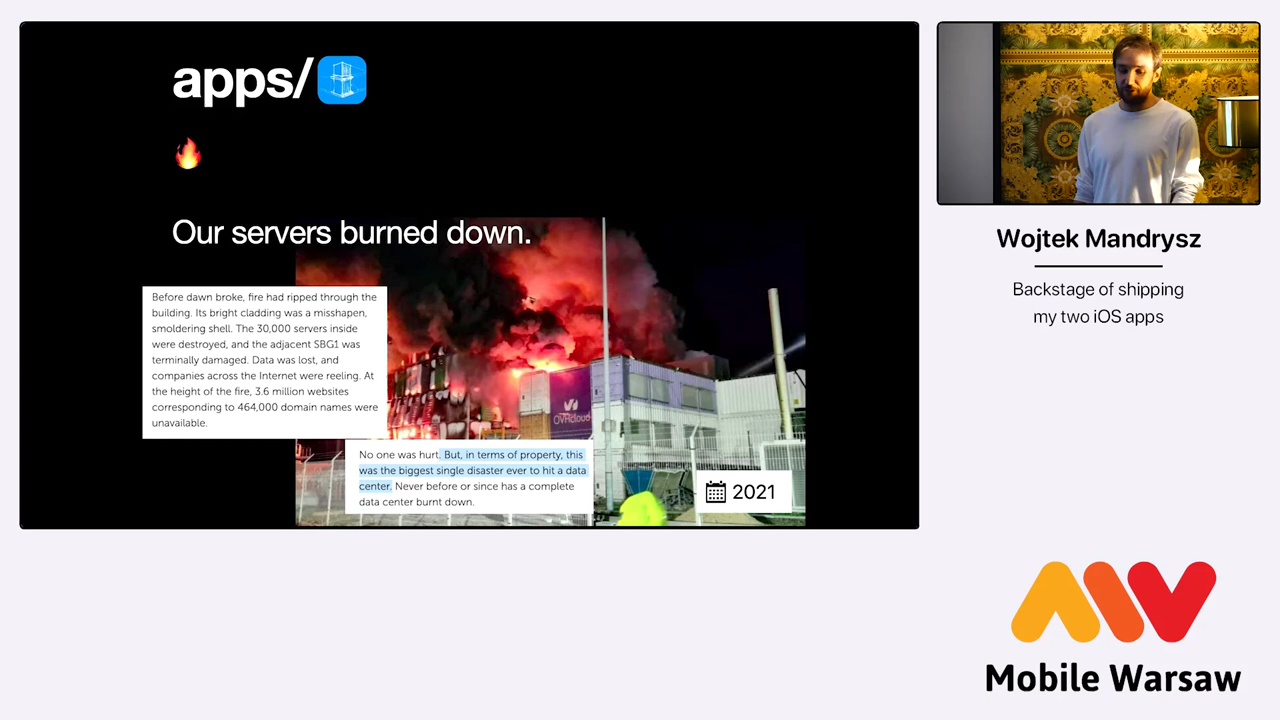 apps/
Our servers burned down.
Before dawn broke, fire had ripped through the
building. Its bright cladding was a misshapen,
smoldering shell. The 30,000 servers inside
were destroyed, and the adjacent SBG1 was
terminally damaged. Data was lost, and
companies across the Internet were reeling. At
the height of the fire, 3.6 million websites
corresponding to 464,000 domain names were
unavailable.
OVHcloud
No one was hurt. But, in terms of property, this
was the biggest single disaster ever to hit a data
center. Never before or since has a complete
data center burnt down.
2021
Wojtek Mandrysz
Backstage of shipping
my two iOS apps
Mobile Warsaw